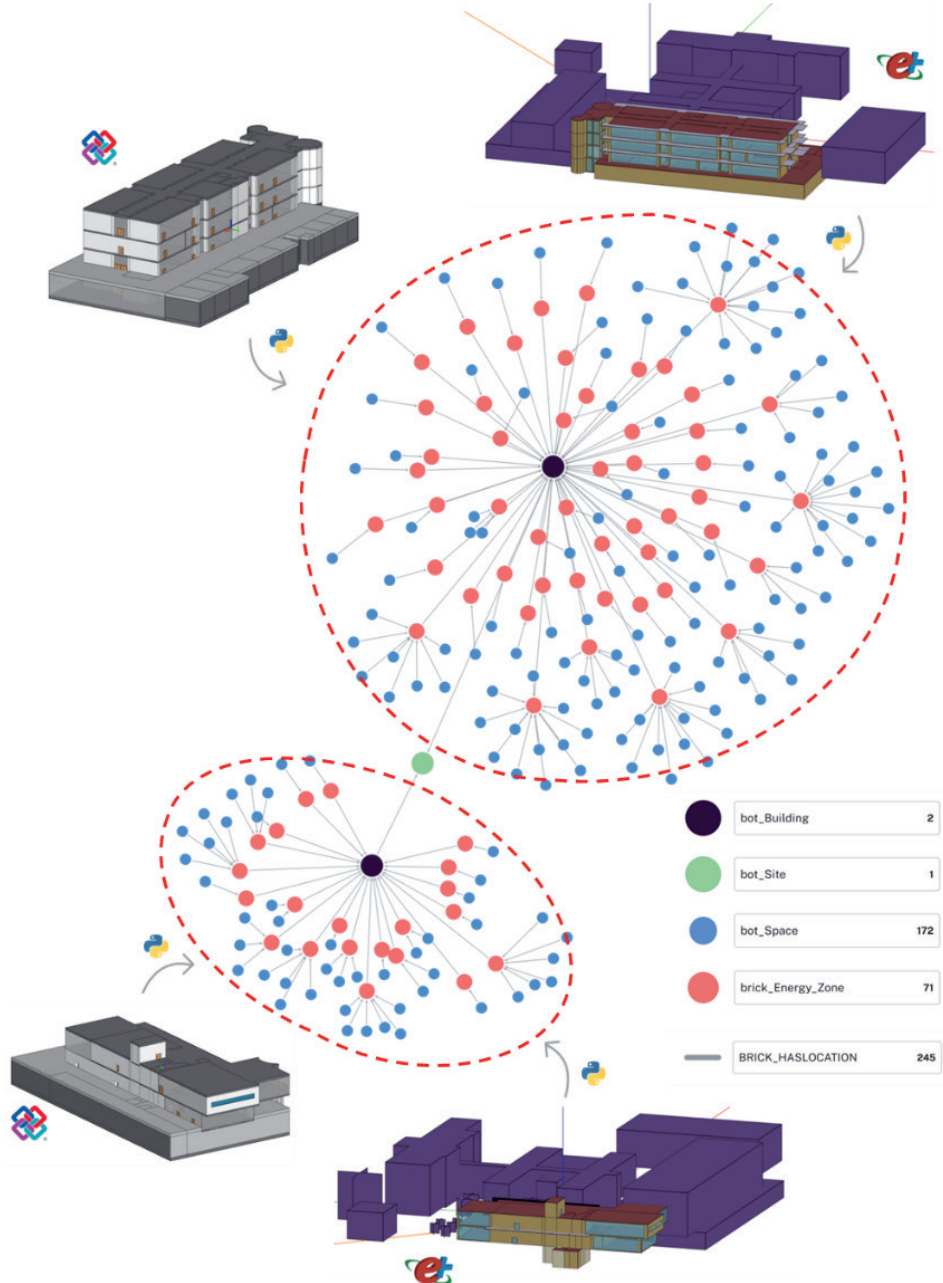 bot_Building 2
bot_Site 1
bot_Space 172
brick_Energy_Zone 71
BRICK_HASLOCATION 245